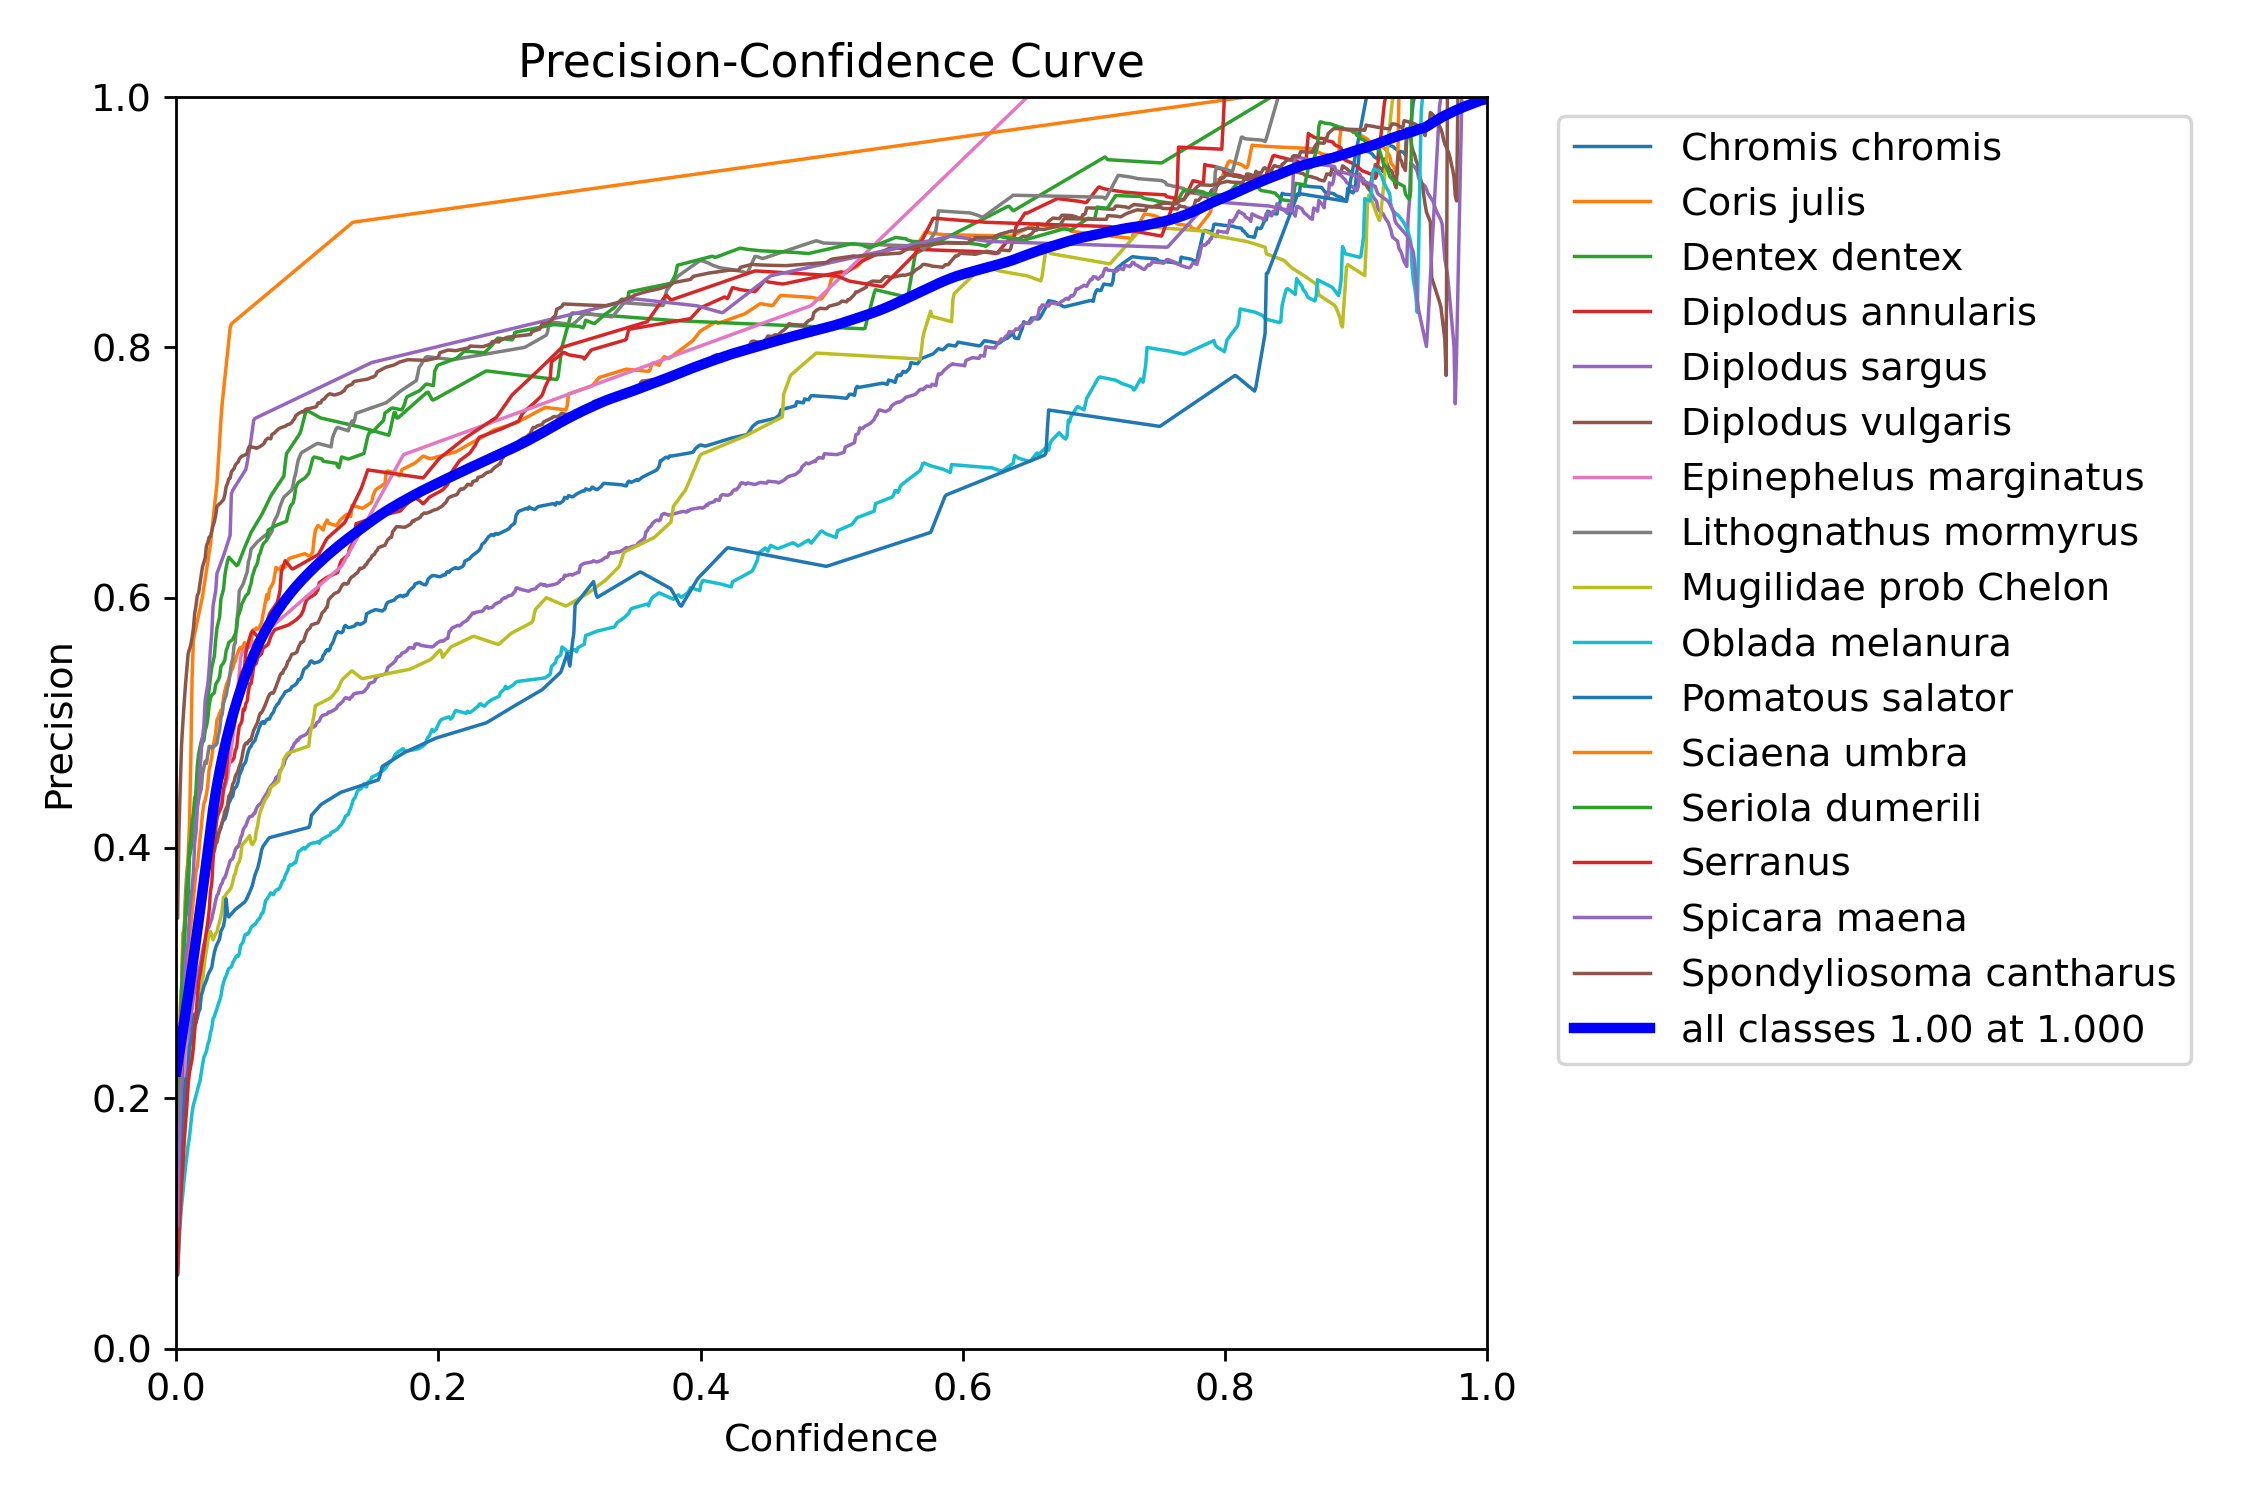 Precision-Confidence Curve
1.0
0.8
0.6
0.4
0.2
0.0
Precision
0.0 0.2 0.4 0.6 0.8 1.0
Confidence
Chromis chromis
Coris julis
Dentex dentex
Diplodus annularis
Diplodus sargus
Diplodus vulgaris
Epinephelus marginatus
Lithognathus mormyrus
Mugilidae prob Chelon
Oblada melanura
Pomatous salator
Sciaena umbra
Seriola dumerili
Serranus
Spicara maena
Spondyliosoma cantharus
all classes 1.00 at 1.000